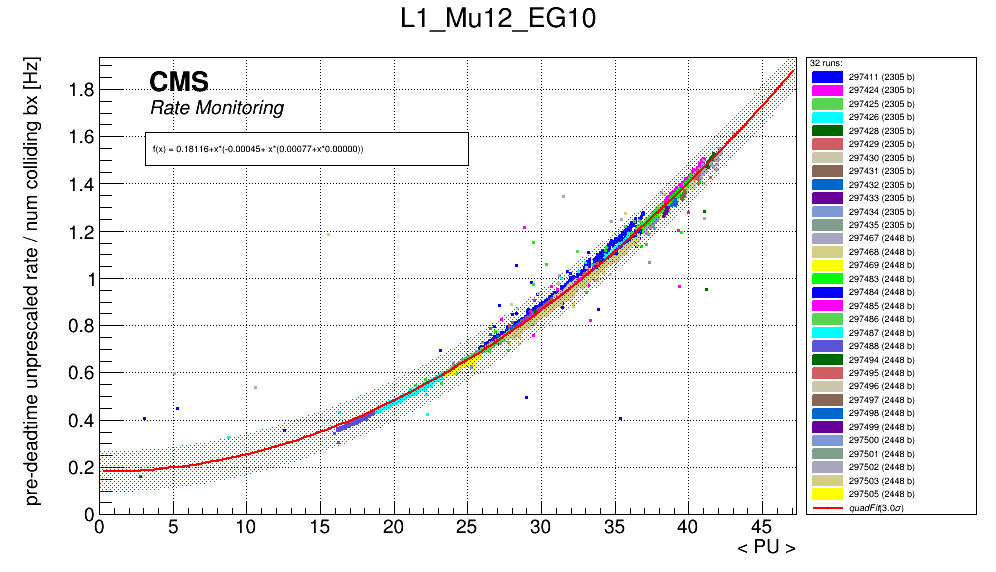 L1_Mu12_EG10
pre-deadtime unprescaled rate / num colliding bx [Hz]
CMS
Rate Monitoring
f(x) = 0.18116+x*(-0.00045+ x*(0.00077+x*0.00000))
1.8
1.6
1.4
1.2
1
0.8
0.6
0.4
0.2
0
0 5 10 15 20 25 30 35 40 45
< PU >
32 runs:
297411 (2305 b)
297424 (2305 b)
297425 (2305 b)
297426 (2305 b)
297428 (2305 b)
297429 (2305 b)
297430 (2305 b)
297431 (2305 b)
297432 (2305 b)
297433 (2305 b)
297434 (2305 b)
297435 (2305 b)
297467 (2448 b)
297468 (2448 b)
297469 (2448 b)
297483 (2448 b)
297484 (2448 b)
297485 (2448 b)
297486 (2448 b)
297487 (2448 b)
297488 (2448 b)
297494 (2448 b)
297495 (2448 b)
297496 (2448 b)
297497 (2448 b)
297498 (2448 b)
297499 (2448 b)
297500 (2448 b)
297501 (2448 b)
297502 (2448 b)
297503 (2448 b)
297505 (2448 b)
quadFit(3.0σ)